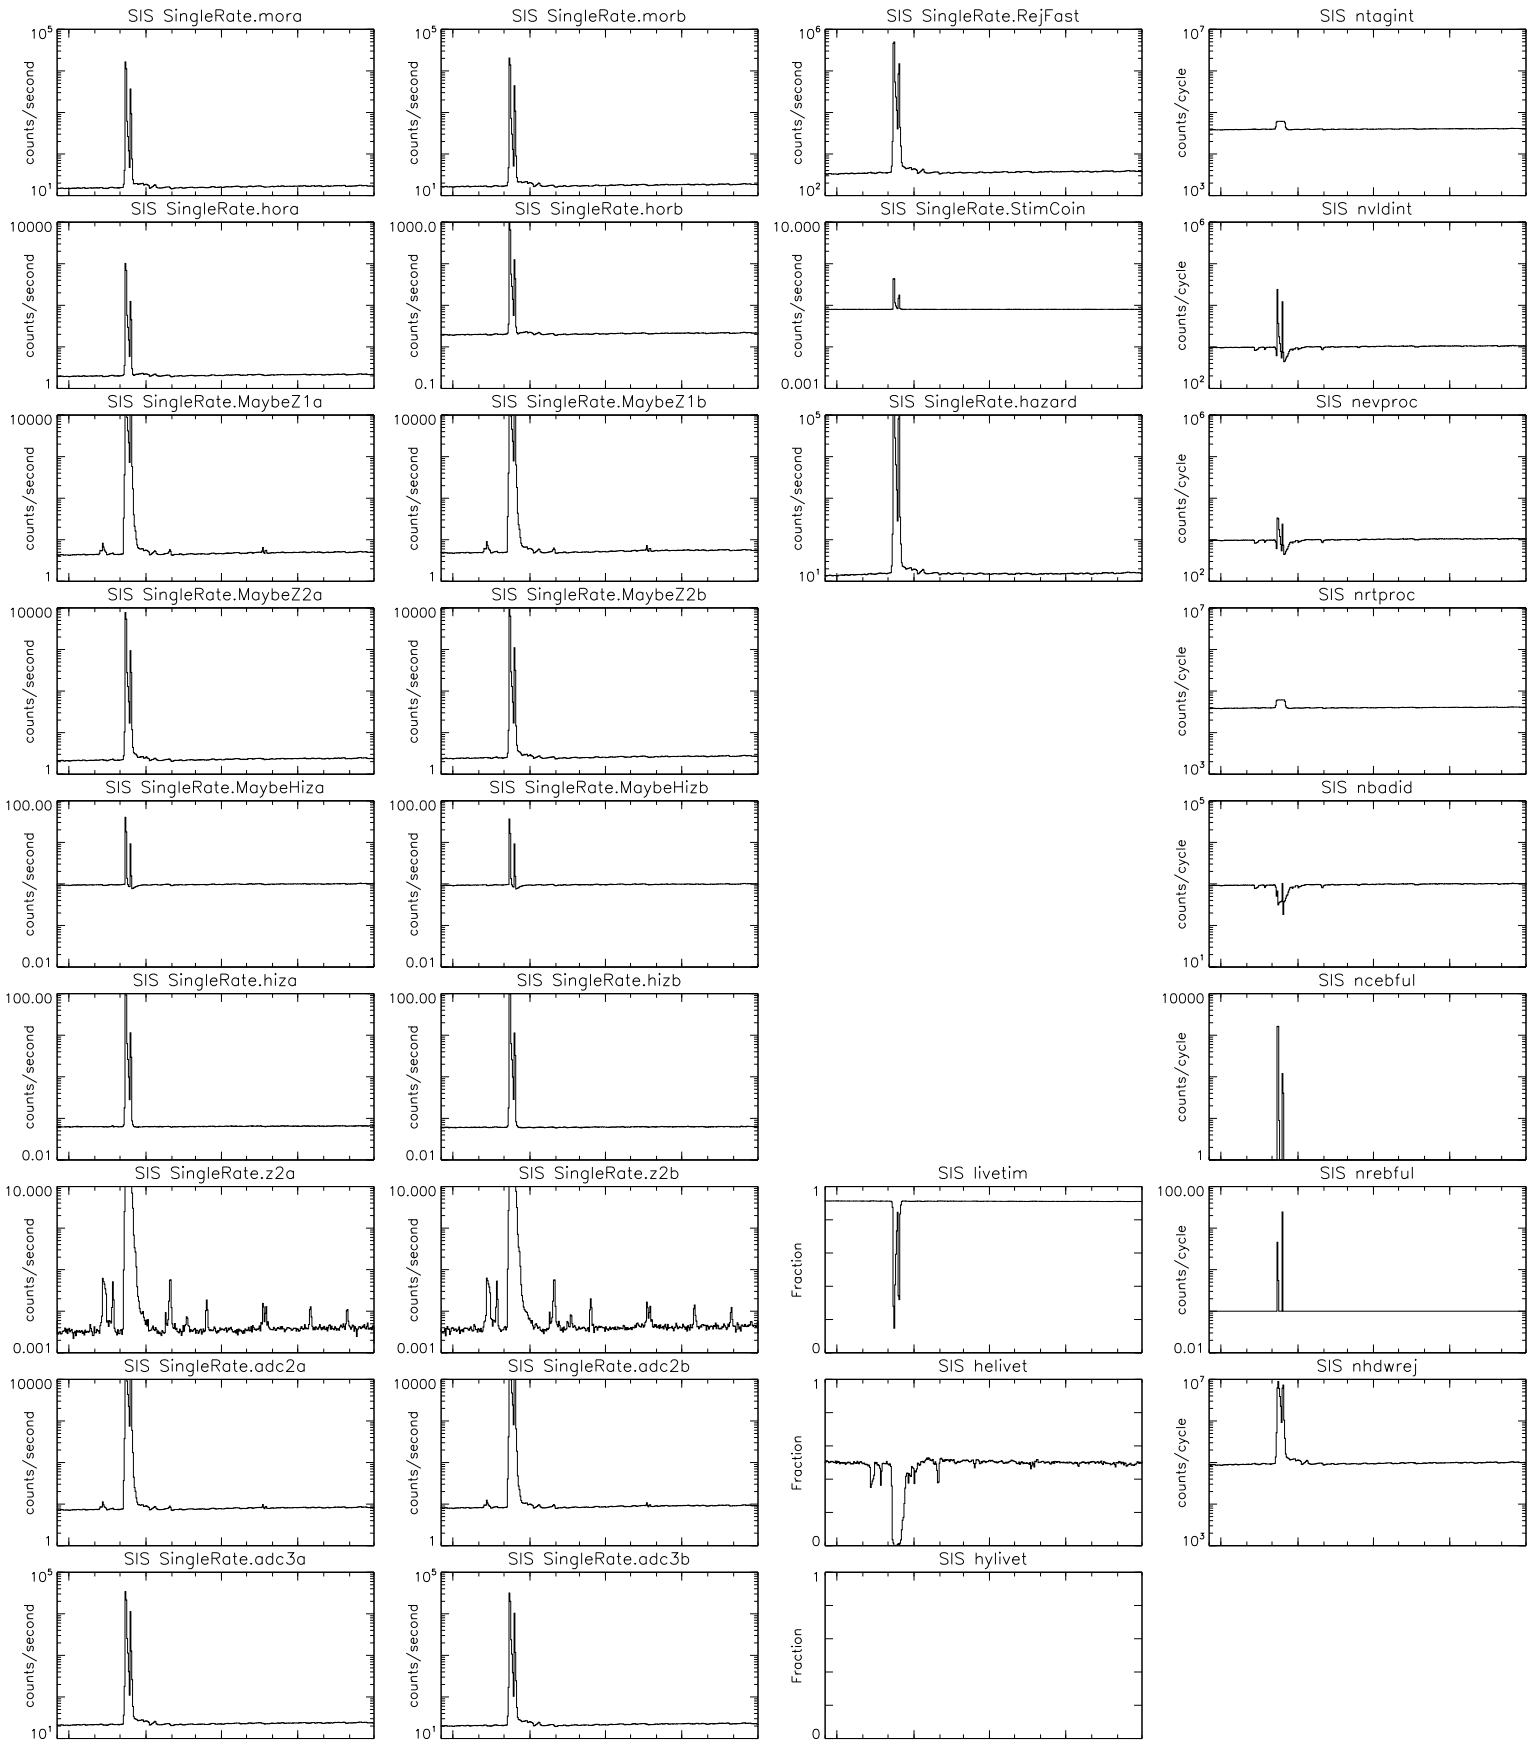 SIS SingleRate.mora
SIS SingleRate.morb
SIS SingleRate.RejFast
SIS ntagint
10^5
counts/second
10^1
10^5
counts/second
10^1
10^6
counts/second
10^2
10^7
counts/cycle
10^3
SIS SingleRate.hora
SIS SingleRate.horb
SIS SingleRate.StimCoin
SIS nvldint
10000
counts/second
1
1000.0
counts/second
0.1
10.000
counts/second
0.001
10^6
counts/cycle
10^2
SIS SingleRate.MaybeZ1a
SIS SingleRate.MaybeZ1b
SIS SingleRate.hazard
SIS nevproc
10000
counts/second
1
10000
counts/second
1
10^5
counts/second
10^1
10^6
counts/cycle
10^2
SIS SingleRate.MaybeZ2a
SIS SingleRate.MaybeZ2b
SIS nrtproc
10000
counts/second
1
10000
counts/second
1
10^7
counts/cycle
10^3
SIS SingleRate.MaybeHiza
SIS SingleRate.MaybeHizb
SIS nbadid
100.00
counts/second
0.01
100.00
counts/second
0.01
10^5
counts/cycle
10^1
SIS SingleRate.hiza
SIS SingleRate.hizb
SIS ncebful
100.00
counts/second
0.01
100.00
counts/second
0.01
10000
counts/cycle
1
SIS SingleRate.z2a
SIS SingleRate.z2b
SIS livetim
SIS nrebful
10.000
counts/second
0.001
10.000
counts/second
0.001
1
Fraction
0
100.00
counts/cycle
0.01
SIS SingleRate.adc2a
SIS SingleRate.adc2b
SIS helivet
SIS nhdwrej
10000
counts/second
1
10000
counts/second
1
1
Fraction
0
10^7
counts/cycle
10^3
SIS SingleRate.adc3a
SIS SingleRate.adc3b
SIS hylivet
10^5
counts/second
10^1
10^5
counts/second
10^1
1
Fraction
0